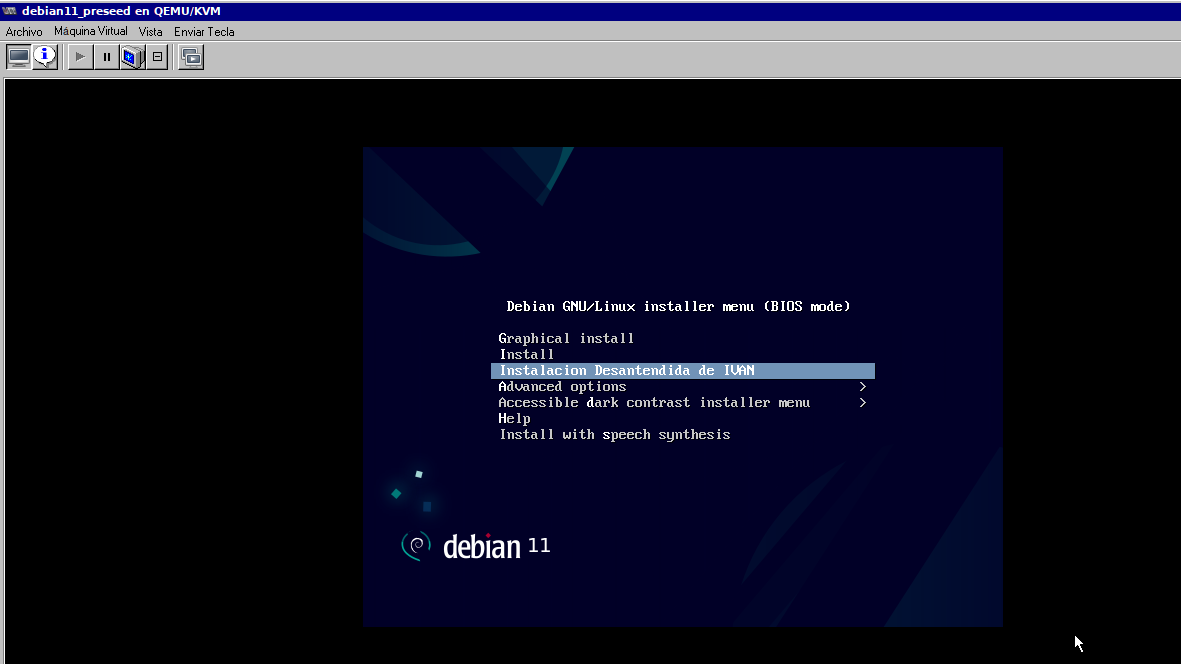 debian11_preseed en QEMU/KVM
Archivo Máquina Virtual Vista Enviar Tecla
Debian GNU/Linux installer menu (BIOS mode)
Graphical install
Install
Instalacion Desantendida de IVAN
Advanced options >
Accessible dark contrast installer menu >
Help
Install with speech synthesis
debian 11